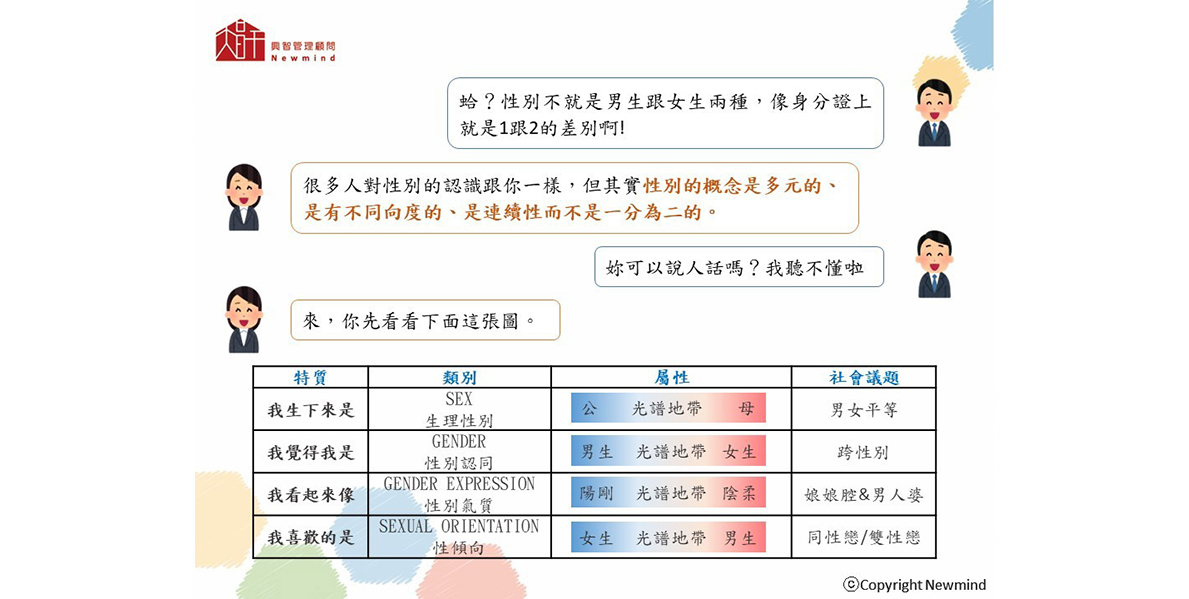 興智管理顧問
Newmind
蛤？性別不就是男生跟女生兩種，像身分證上
就是1跟2的差別啊!
很多人對性別的認識跟你一樣，但其實性別的概念是多元的、
是有不同向度的、是連續性而不是一分為二的。
妳可以說人話嗎？我聽不懂啦
來，你先看看下面這張圖。
特質 類別 屬性 社會議題
我生下來是 SEX 生理性別 公 光譜地帶 母 男女平等
我覺得我是 GENDER 性別認同 男生 光譜地帶 女生 跨性別
我看起來像 GENDER EXPRESSION 性別氣質 陽剛 光譜地帶 陰柔 娘娘腔&男人婆
我喜歡的是 SEXUAL ORIENTATION 性傾向 女生 光譜地帶 男生 同性戀/雙性戀
ⓒCopyright Newmind